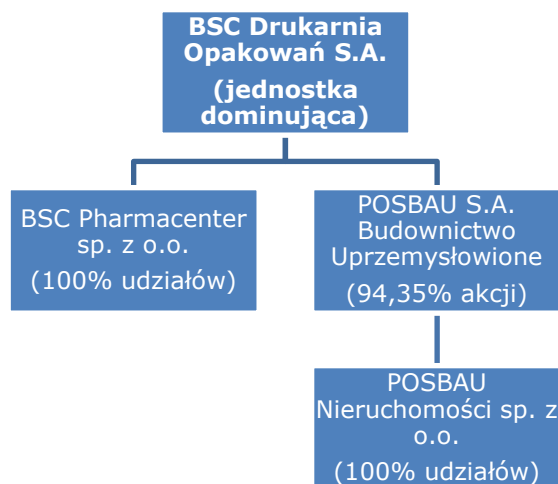 BSC Drukarnia
Opakowań S.A.
(jednostka
dominująca)
BSC Pharmacenter
sp. z o.o.
(100% udziałów)
POSBAU S.A.
Budownictwo
Uprzemysłowione
(94,35% akcji)
POSBAU
Nieruchomości sp. z
o.o.
(100% udziałów)